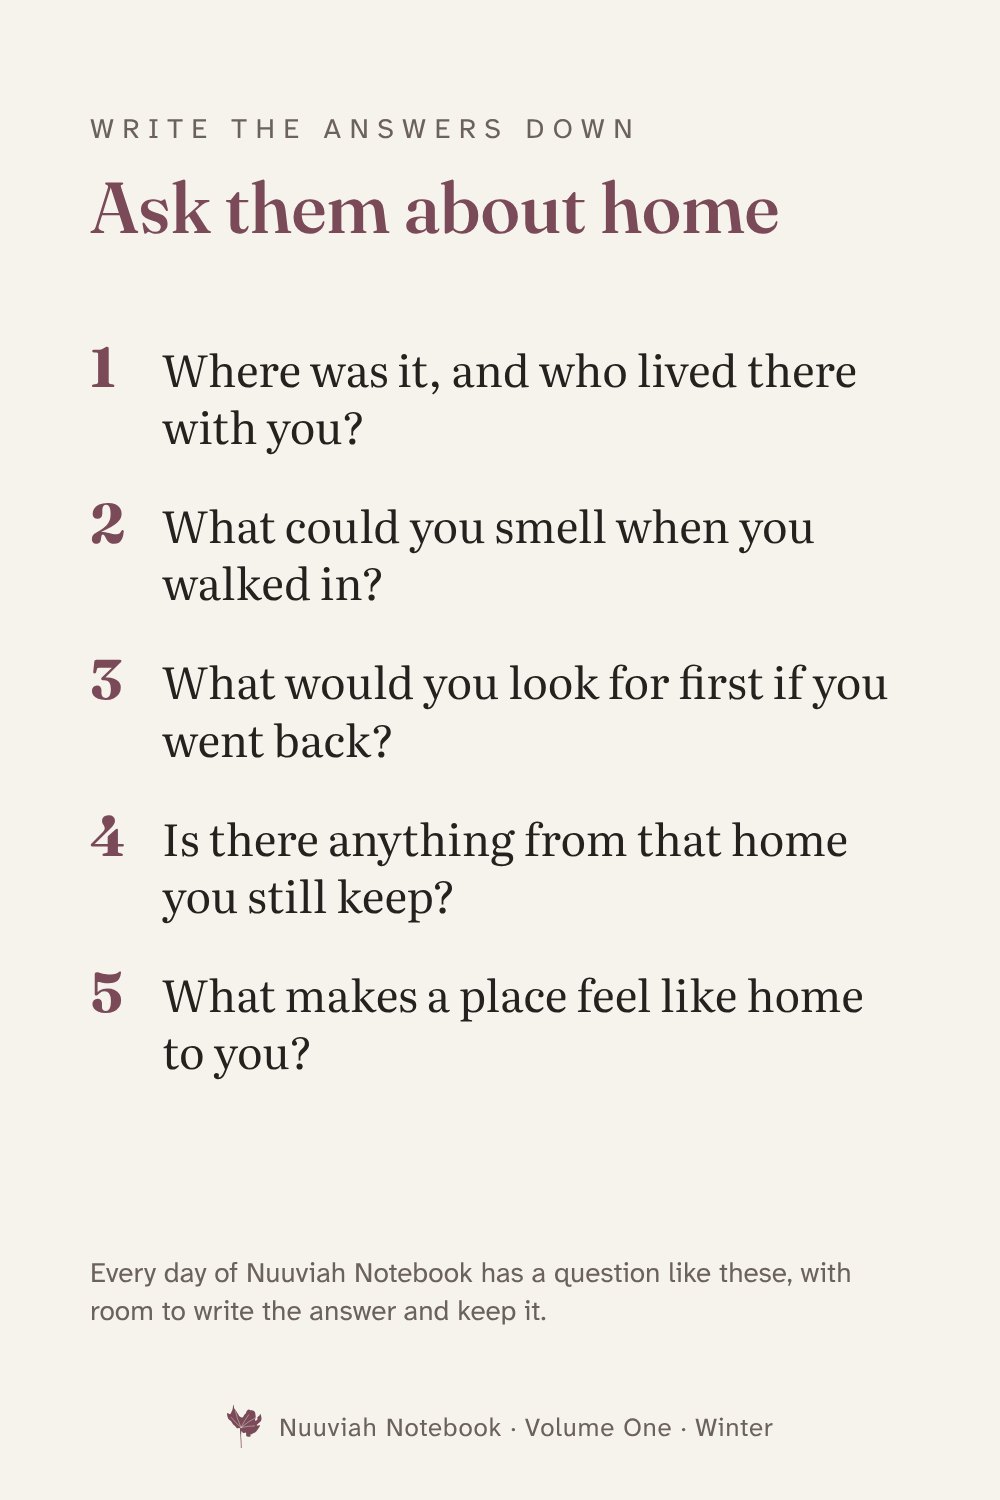 WRITE THE ANSWERS DOWN
Ask them about home
1 Where was it, and who lived there
with you?
2 What could you smell when you
walked in?
3 What would you look for first if you
went back?
4 Is there anything from that home
you still keep?
5 What makes a place feel like home
to you?
Every day of Nuuviah Notebook has a question like these, with
room to write the answer and keep it.
Nuuviah Notebook · Volume One · Winter